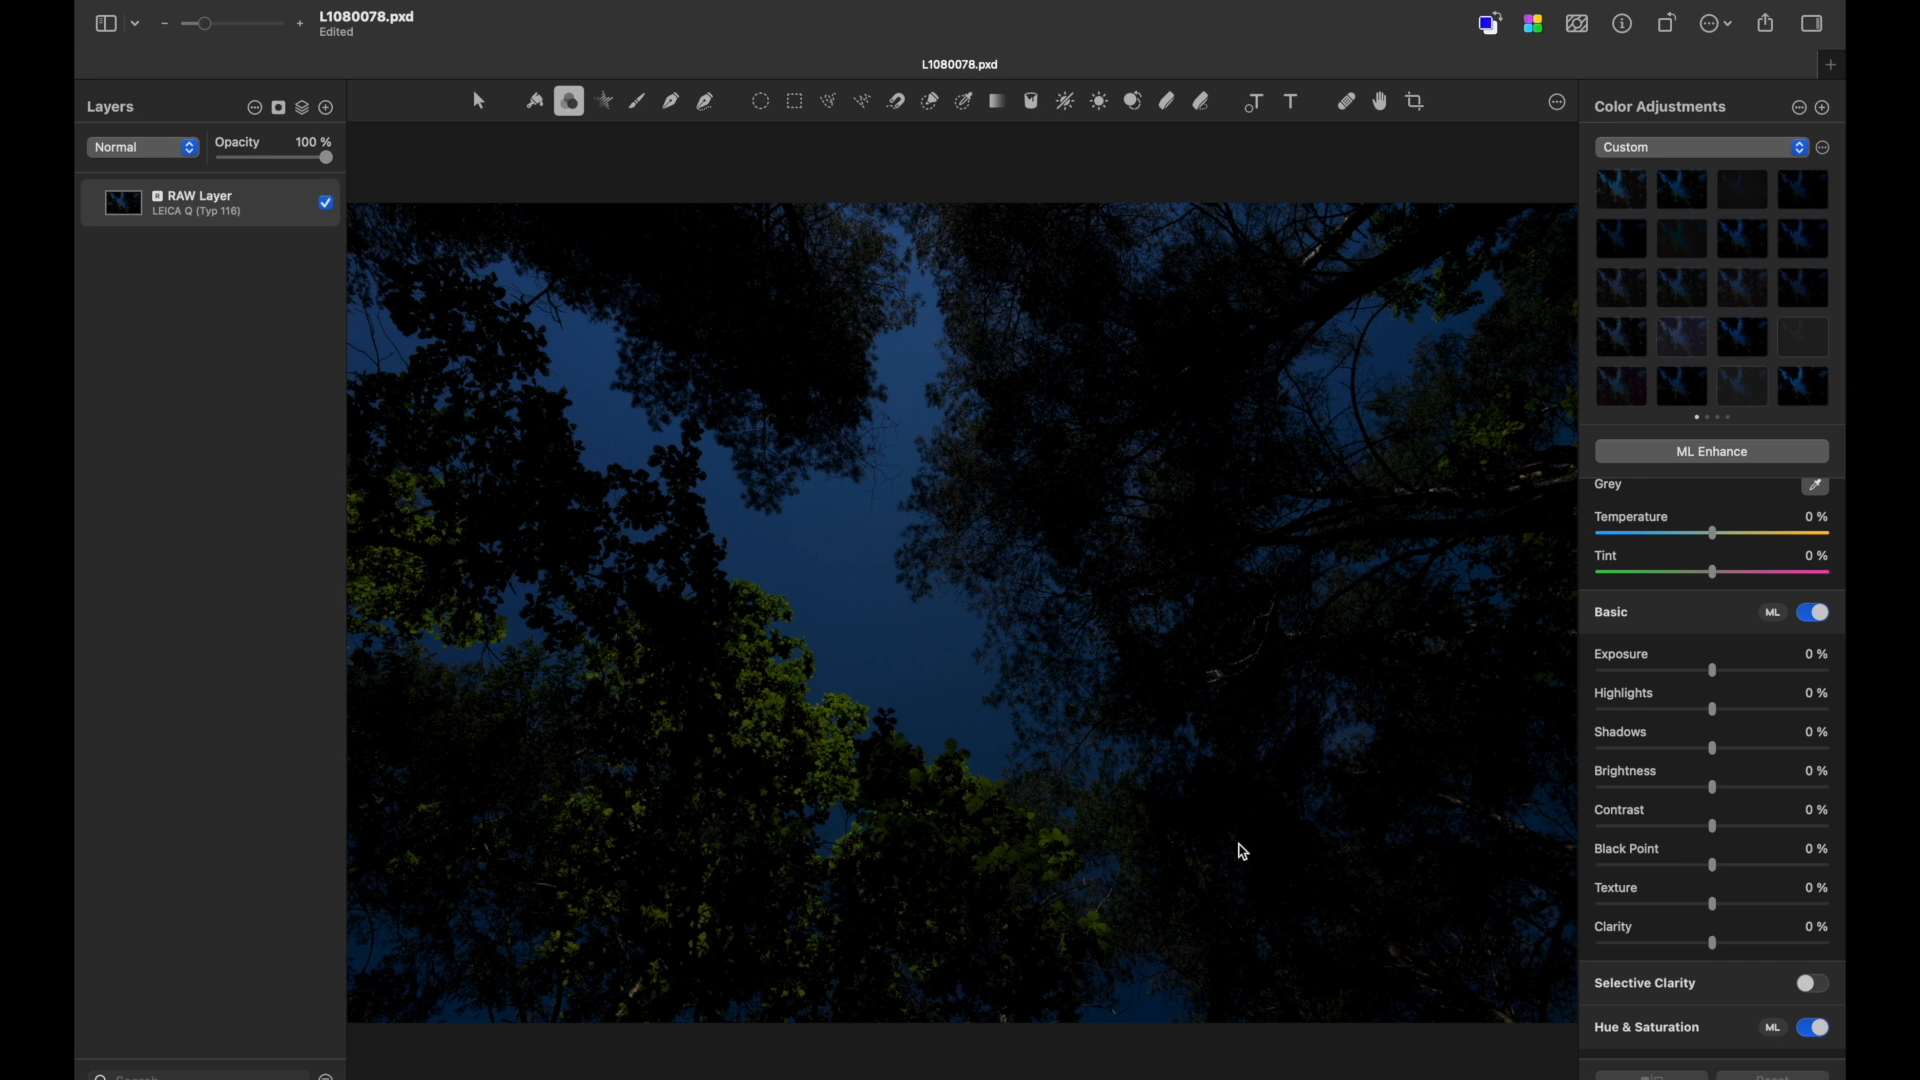 L1080078.pxd
Edited
L1080078.pxd
Layers
Normal
Opacity 100 %
RAW Layer
LEICA Q (Typ 116)
Color Adjustments
Custom
ML Enhance
Grey
Temperature 0 %
Tint 0 %
Basic ML
Exposure 0 %
Highlights 0 %
Shadows 0 %
Brightness 0 %
Contrast 0 %
Black Point 0 %
Texture 0 %
Clarity 0 %
Selective Clarity
Hue & Saturation ML